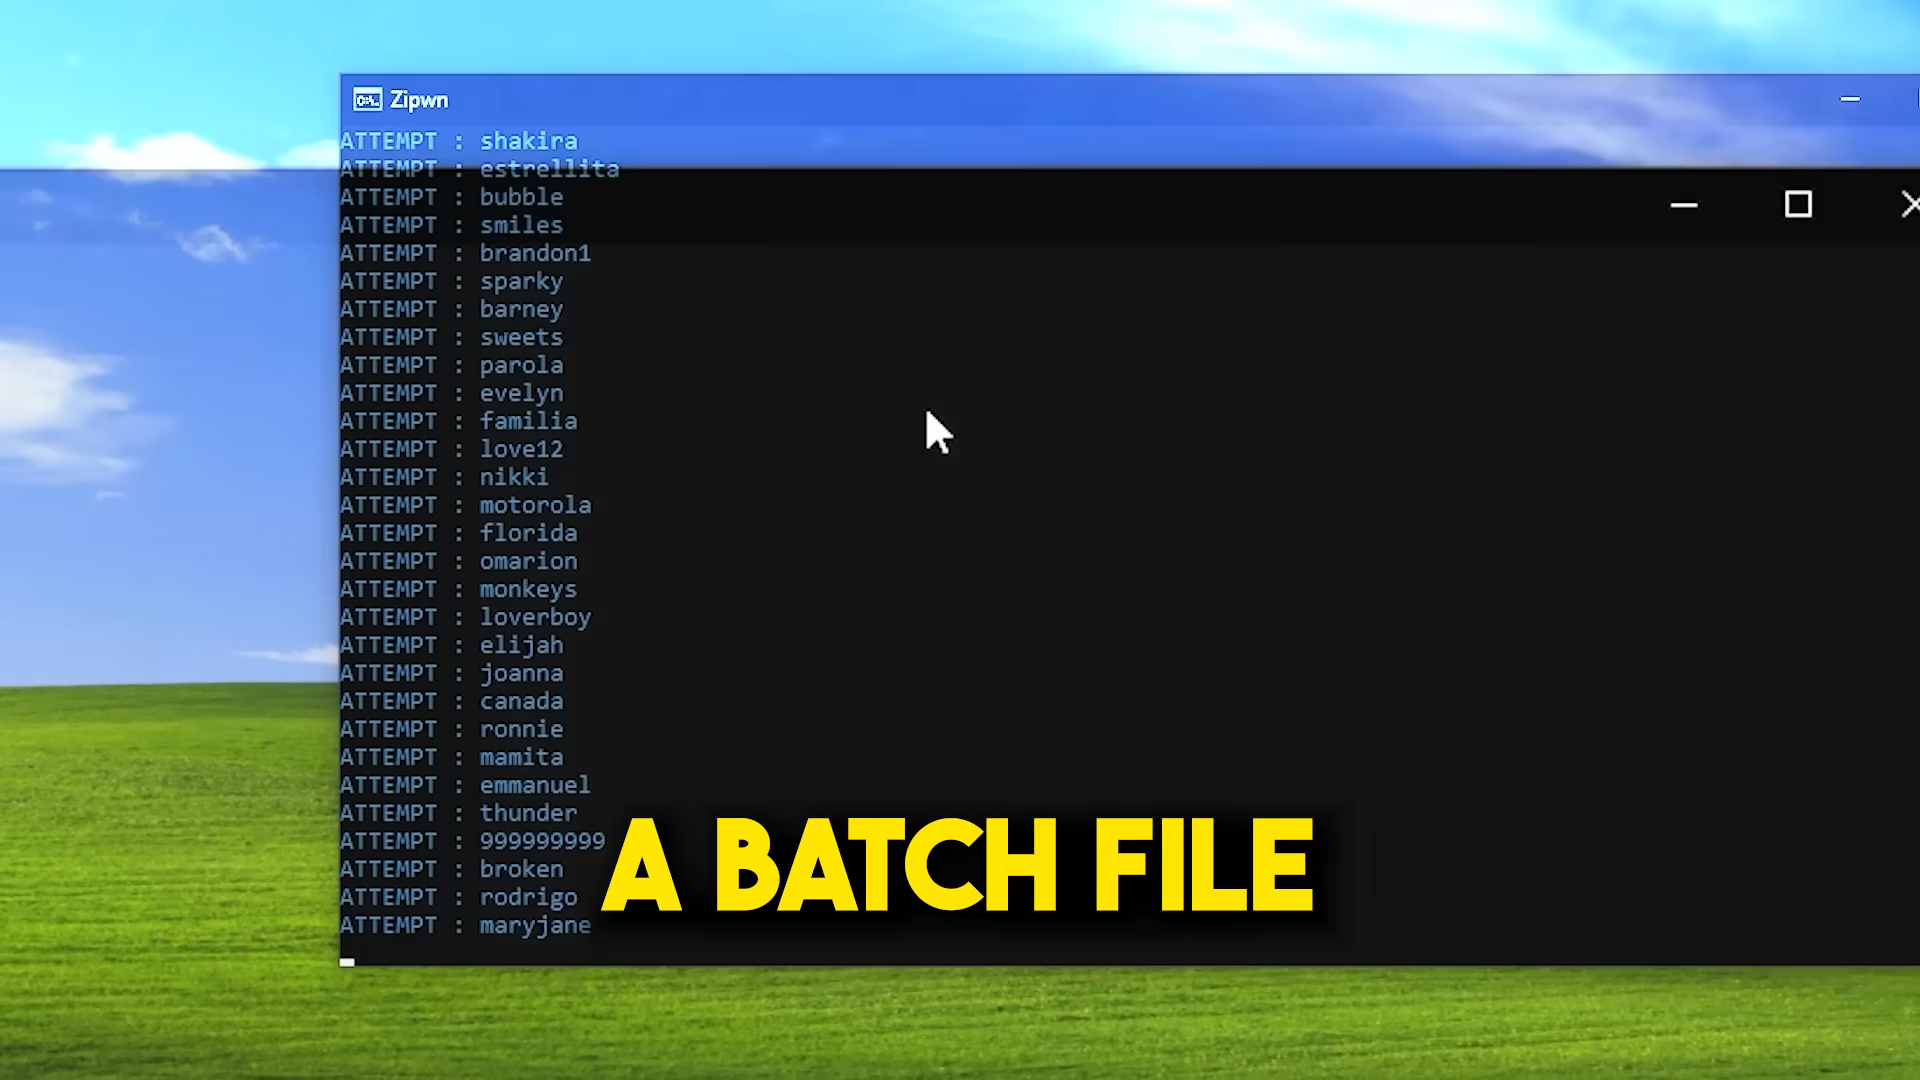 Zipwn
ATTEMPT : shakira
ATTEMPT : estrellita
ATTEMPT : bubble
ATTEMPT : smiles
ATTEMPT : brandon1
ATTEMPT : sparky
ATTEMPT : barney
ATTEMPT : sweets
ATTEMPT : parola
ATTEMPT : evelyn
ATTEMPT : familia
ATTEMPT : love12
ATTEMPT : nikki
ATTEMPT : motorola
ATTEMPT : florida
ATTEMPT : omarion
ATTEMPT : monkeys
ATTEMPT : loverboy
ATTEMPT : elijah
ATTEMPT : joanna
ATTEMPT : canada
ATTEMPT : ronnie
ATTEMPT : mamita
ATTEMPT : emmanuel
ATTEMPT : thunder
ATTEMPT : 999999999
ATTEMPT : broken
ATTEMPT : rodrigo
ATTEMPT : maryjane
A BATCH FILE